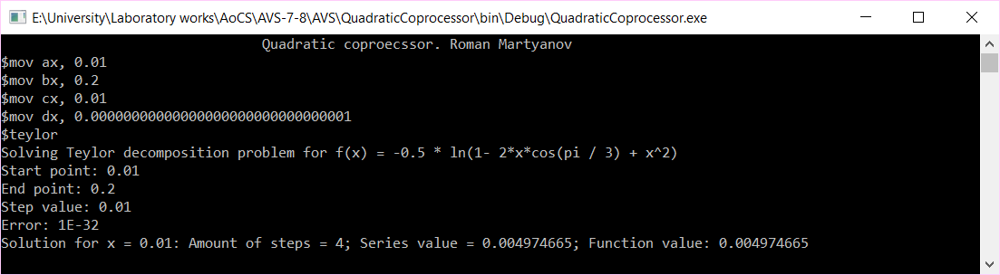 E:\University\Laboratory works\AoCS\AVS-7-8\AVS\QuadraticCoprocessor\bin\Debug\QuadraticCoprocessor.exe
Quadratic coproecssor. Roman Martyanov
$mov ax, 0.01
$mov bx, 0.2
$mov cx, 0.01
$mov dx, 0.00000000000000000000000000000001
$teylor
Solving Teylor decomposition problem for f(x) = -0.5 * ln(1- 2*x*cos(pi / 3) + x^2)
Start point: 0.01
End point: 0.2
Step value: 0.01
Error: 1E-32
Solution for x = 0.01: Amount of steps = 4; Series value = 0.004974665; Function value: 0.004974665